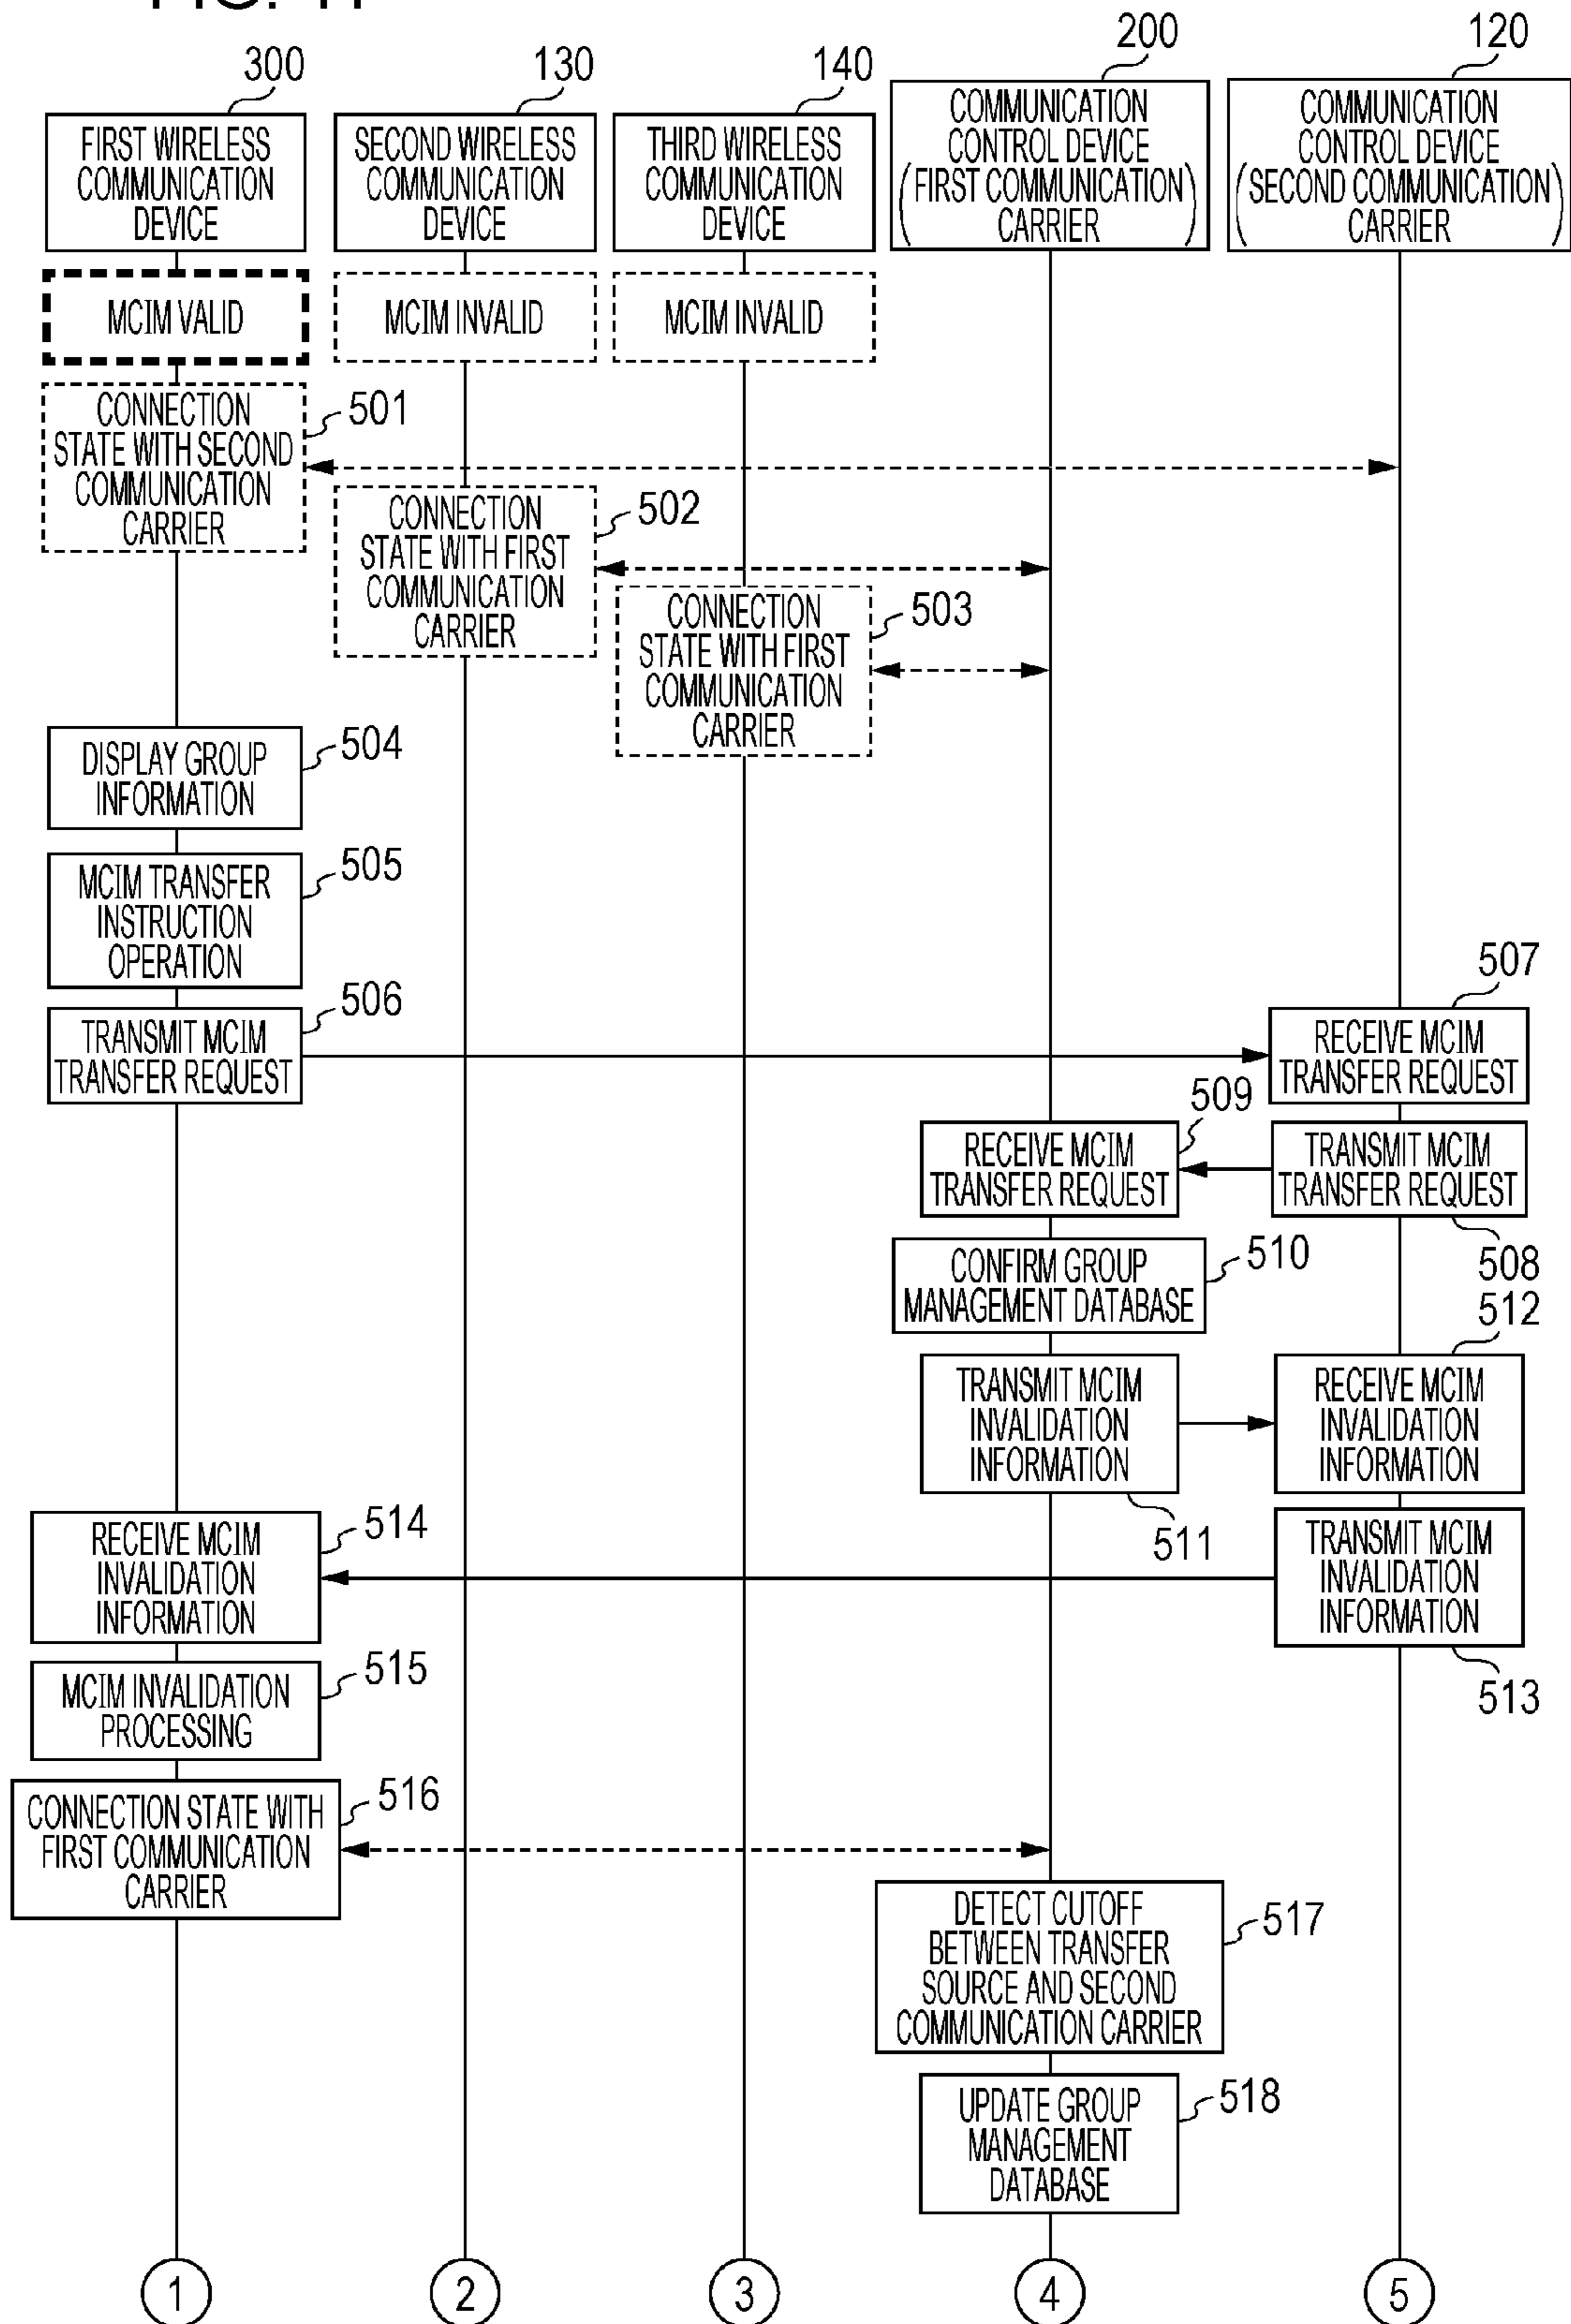 300
130
140
200
120
FIRST WIRELESS
COMMUNICATION
DEVICE
SECOND WIRELESS
COMMUNICATION
DEVICE
THIRD WIRELESS
COMMUNICATION
DEVICE
COMMUNICATION
CONTROL DEVICE
(FIRST COMMUNICATION)
CARRIER
COMMUNICATION
CONTROL DEVICE
(SECOND COMMUNICATION)
CARRIER
MCIM VALID
MCIM INVALID
MCIM INVALID
CONNECTION
STATE WITH SECOND
COMMUNICATION
CARRIER
501
CONNECTION
STATE WITH FIRST
COMMUNICATION
CARRIER
502
CONNECTION
STATE WITH FIRST
COMMUNICATION
CARRIER
503
DISPLAY GROUP
INFORMATION
504
MCIM TRANSFER
INSTRUCTION
OPERATION
505
TRANSMIT MCIM
TRANSFER REQUEST
506
507
RECEIVE MCIM
TRANSFER REQUEST
509
RECEIVE MCIM
TRANSFER REQUEST
TRANSMIT MCIM
TRANSFER REQUEST
508
CONFIRM GROUP
MANAGEMENT DATABASE
510
512
TRANSMIT MCIM
INVALIDATION
INFORMATION
511
RECEIVE MCIM
INVALIDATION
INFORMATION
RECEIVE MCIM
INVALIDATION
INFORMATION
514
TRANSMIT MCIM
INVALIDATION
INFORMATION
513
MCIM INVALIDATION
PROCESSING
515
CONNECTION STATE WITH
FIRST COMMUNICATION
CARRIER
516
DETECT CUTOFF
BETWEEN TRANSFER
SOURCE AND SECOND
COMMUNICATION CARRIER
517
UPDATE GROUP
MANAGEMENT
DATABASE
518
1
2
3
4
5